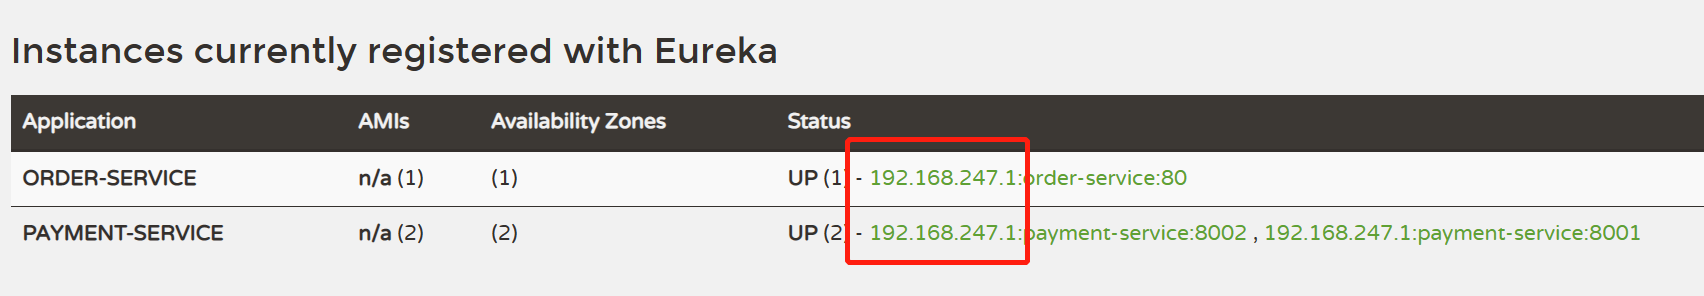 Instances currently registered with Eureka
Application AMIs Availability Zones Status
ORDER-SERVICE n/a (1) (1) UP (1) - 192.168.247.1:order-service:80
PAYMENT-SERVICE n/a (2) (2) UP (2) - 192.168.247.1:payment-service:8002 , 192.168.247.1:payment-service:8001